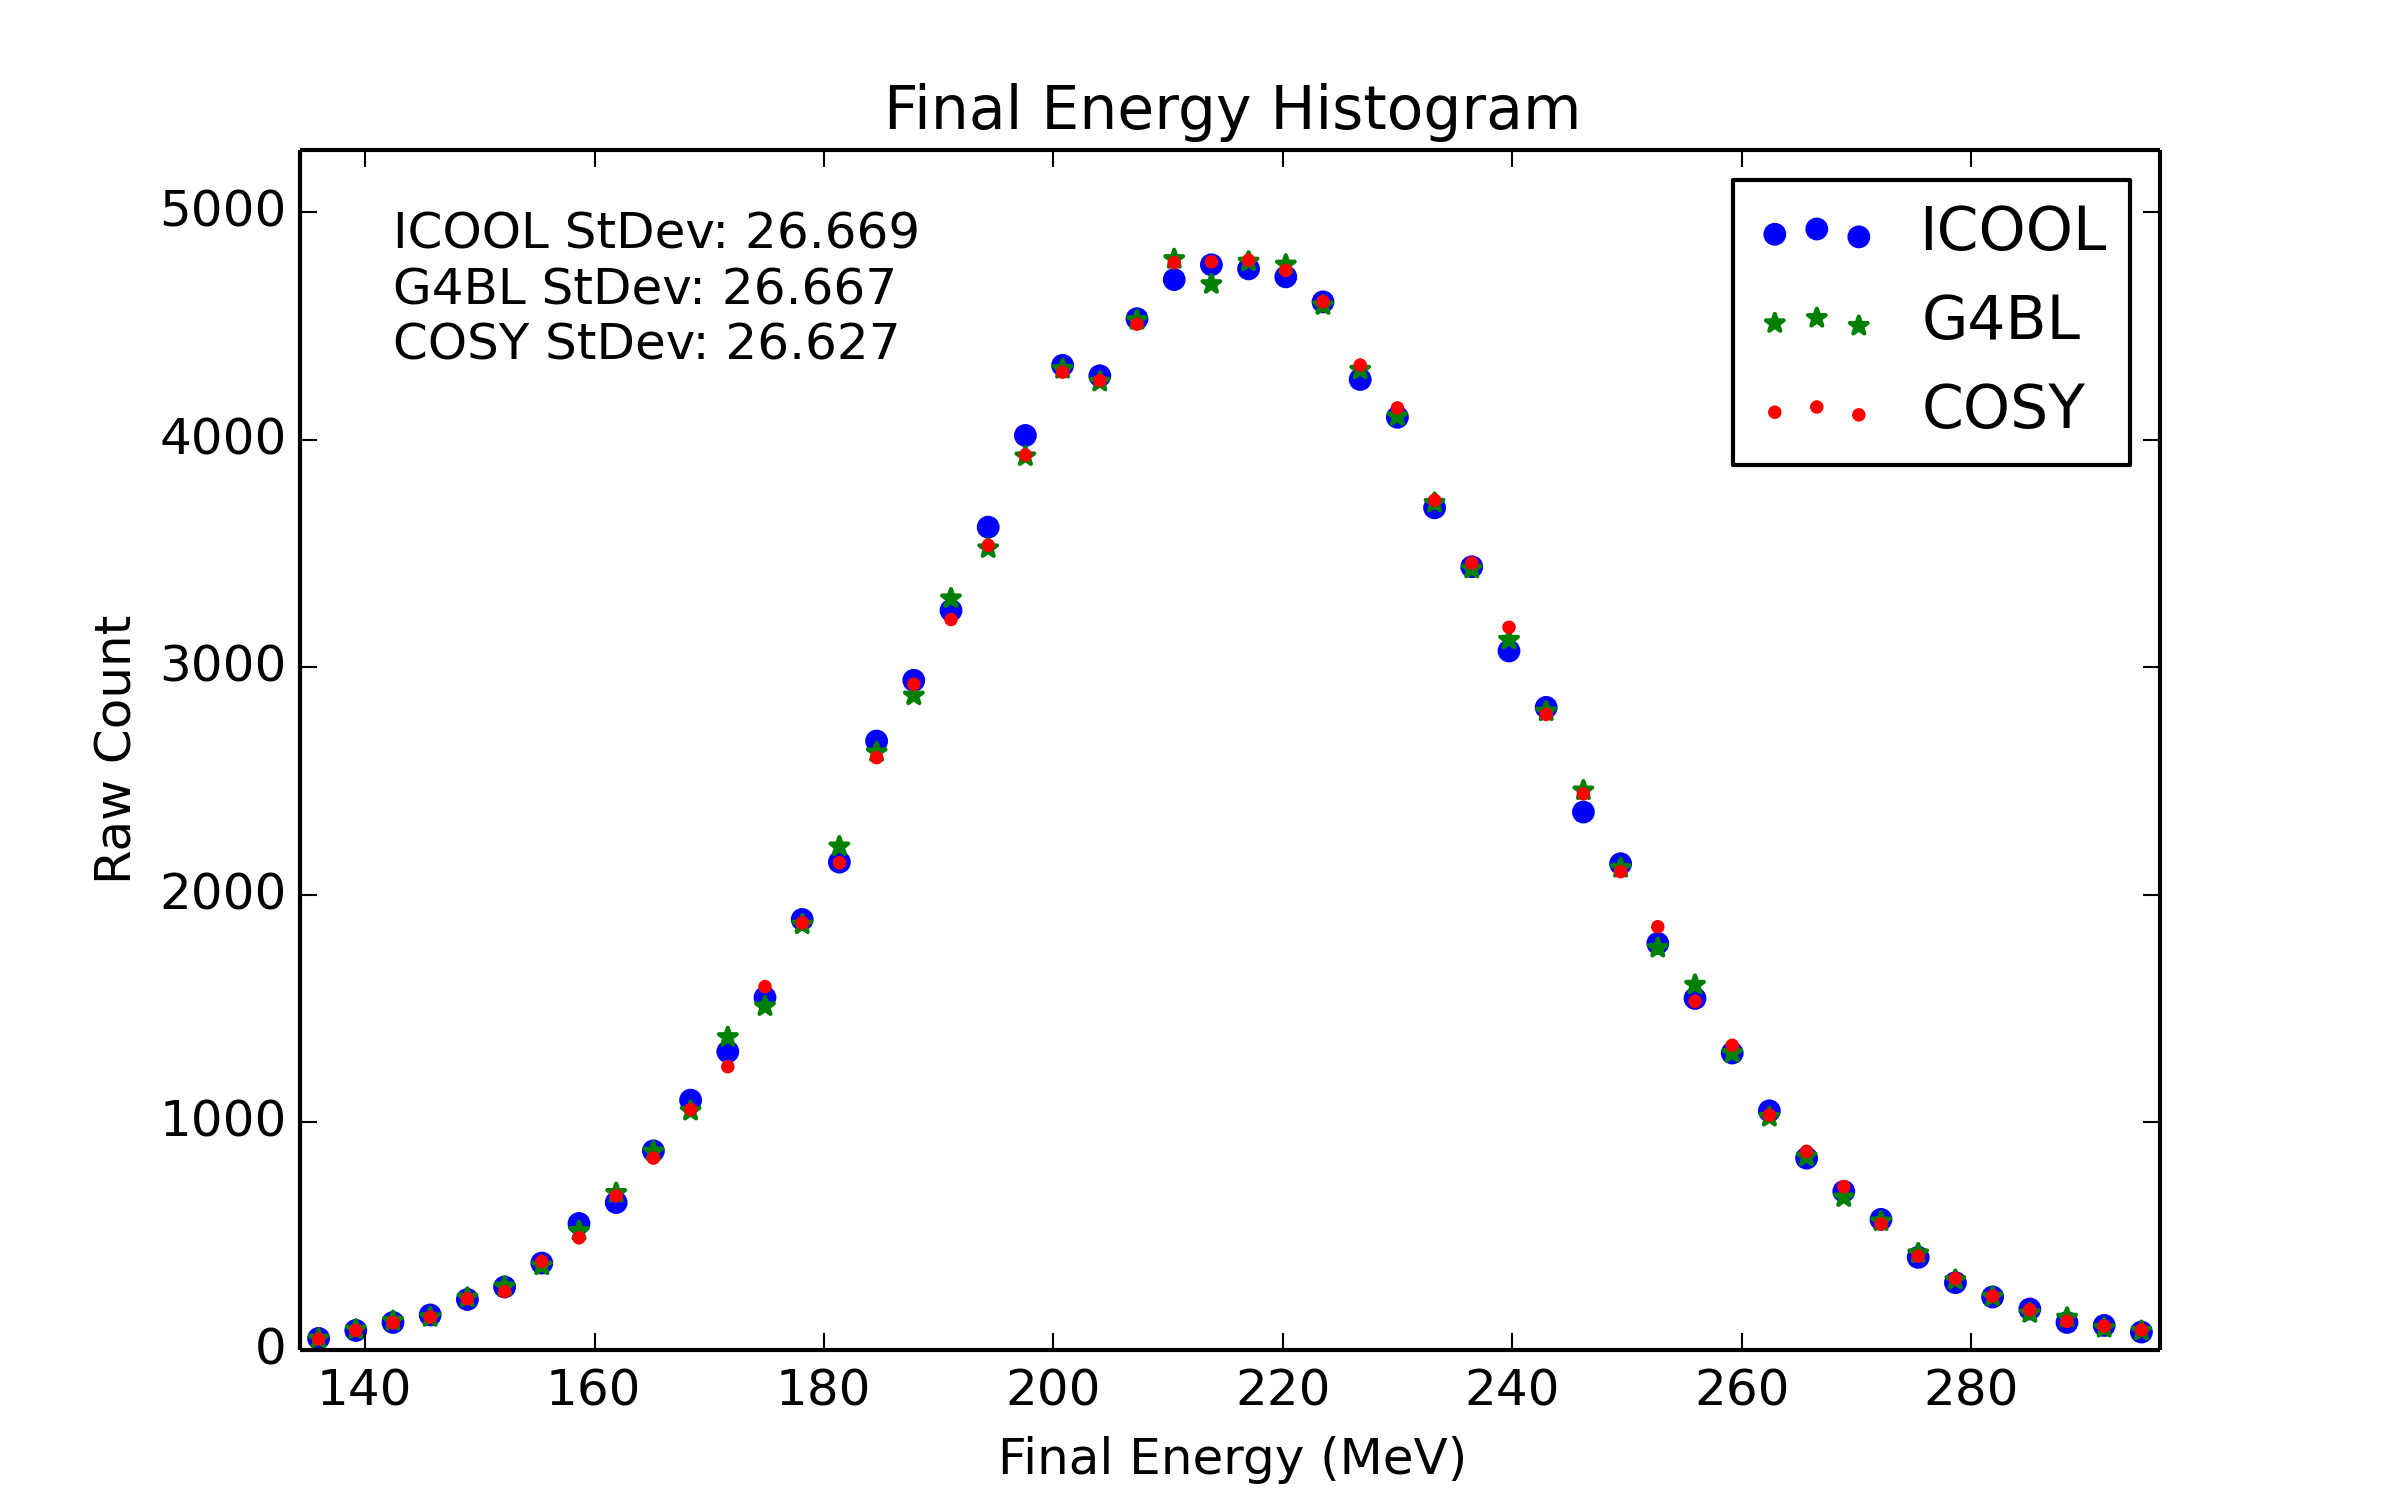 Final Energy Histogram
ICOOL StDev: 26.669
G4BL StDev: 26.667
COSY StDev: 26.627
ICOOL
G4BL
COSY
5000
4000
3000
2000
1000
0
Raw Count
140 160 180 200 220 240 260 280
Final Energy (MeV)